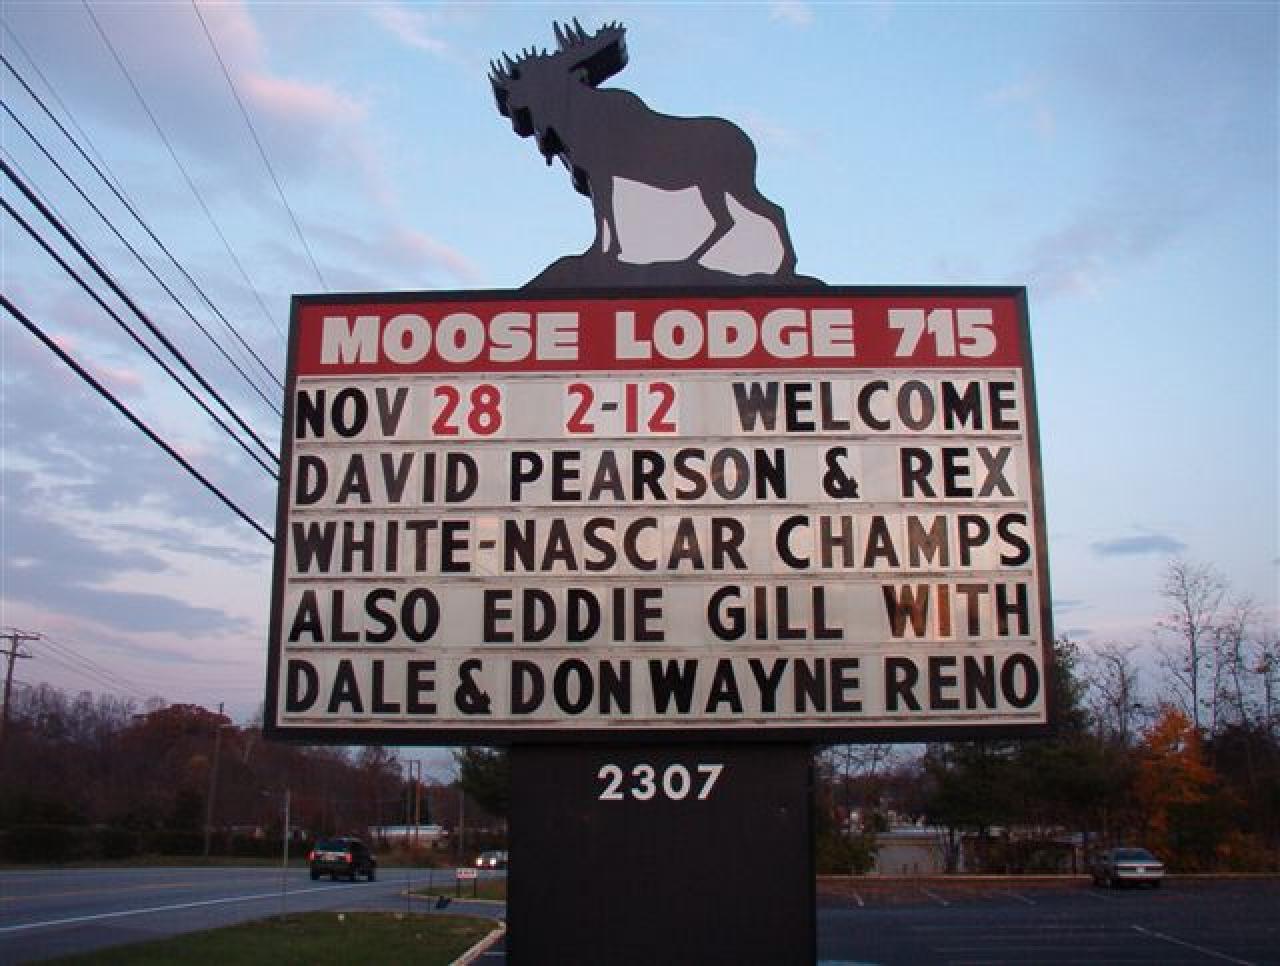 MOOSE LODGE 715
NOV 28 2-12 WELCOME
DAVID PEARSON & REX
WHITE-NASCAR CHAMPS
ALSO EDDIE GILL WITH
DALE & DON WAYNE RENO
2307